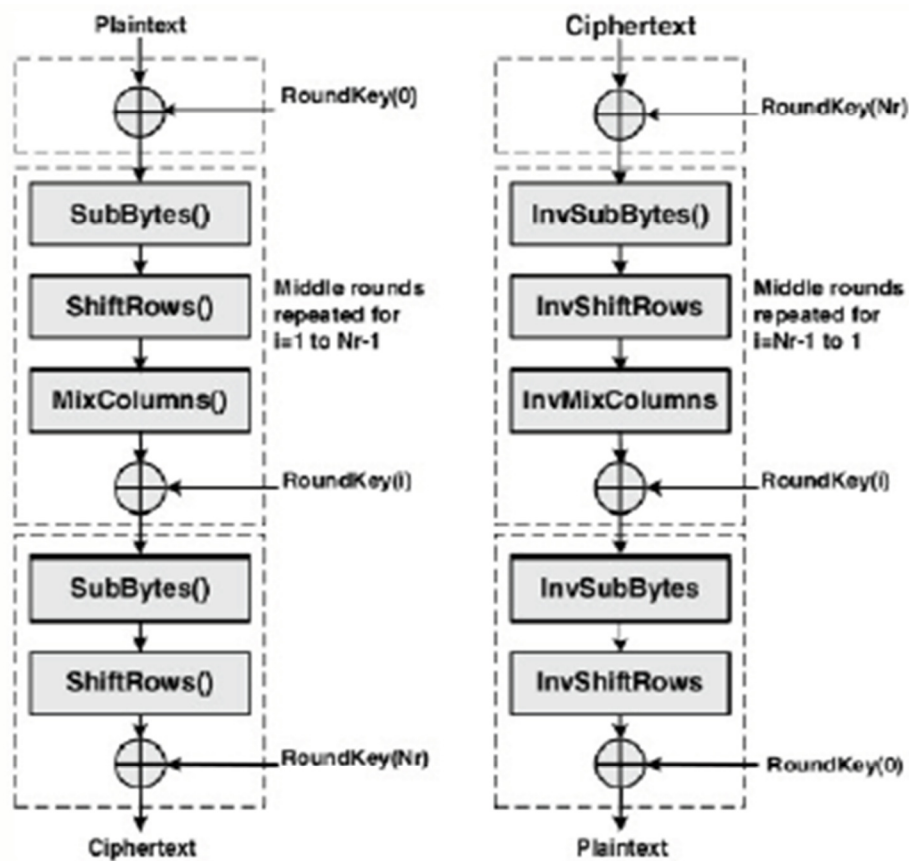 Plaintext
RoundKey(0)
SubBytes()
ShiftRows()
Middle rounds
repeated for
i=1 to Nr-1
MixColumns()
RoundKey(i)
SubBytes()
ShiftRows()
RoundKey(Nr)
Ciphertext
Ciphertext
RoundKey(Nr)
InvSubBytes()
InvShiftRows
Middle rounds
repeated for
i=Nr-1 to 1
InvMixColumns
RoundKey(i)
InvSubBytes
InvShiftRows
RoundKey(0)
Plaintext